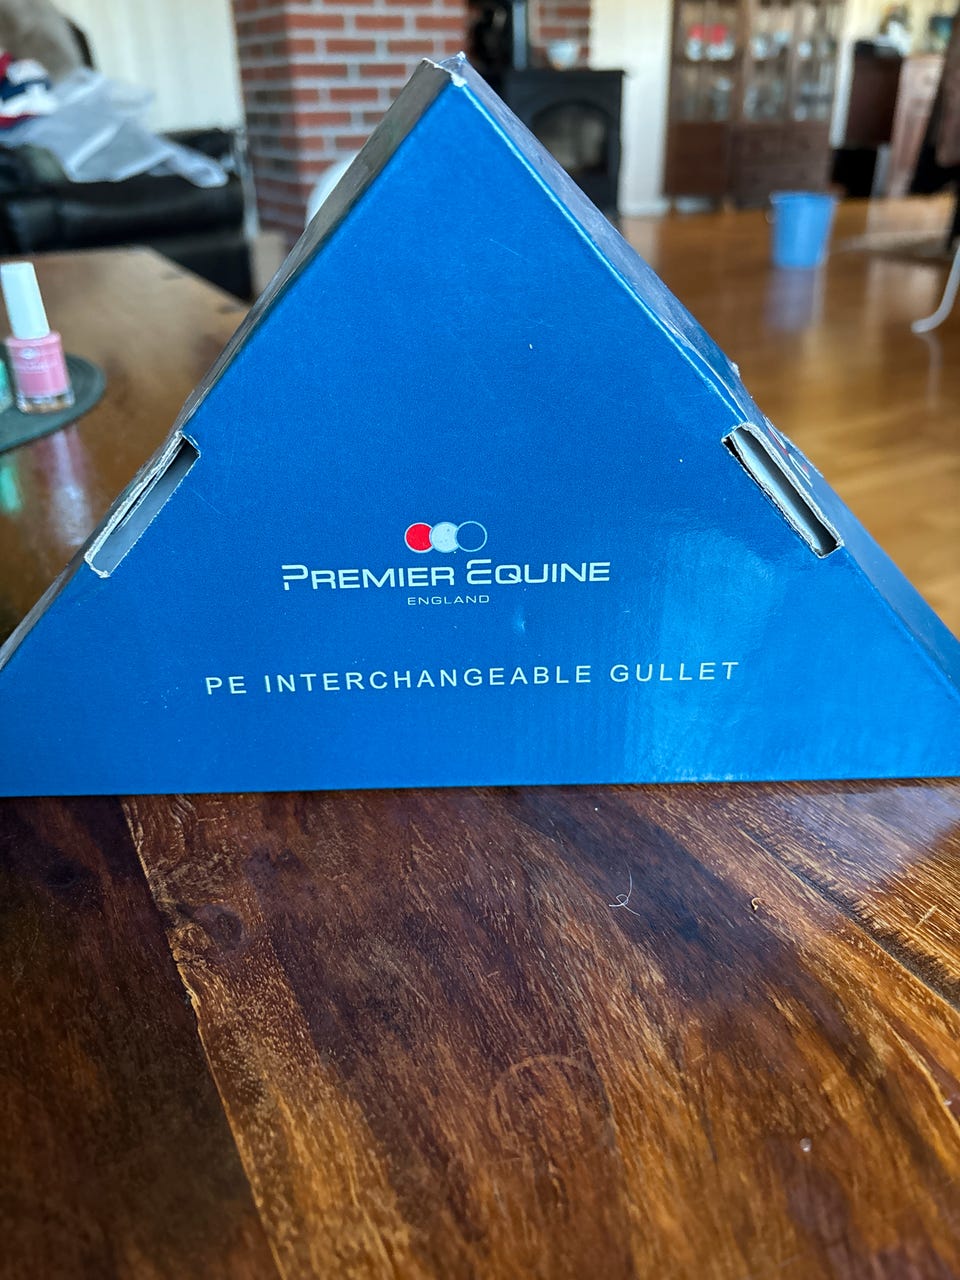 PREMIER EQUINE
ENGLAND
PE INTERCHANGEABLE GULLET